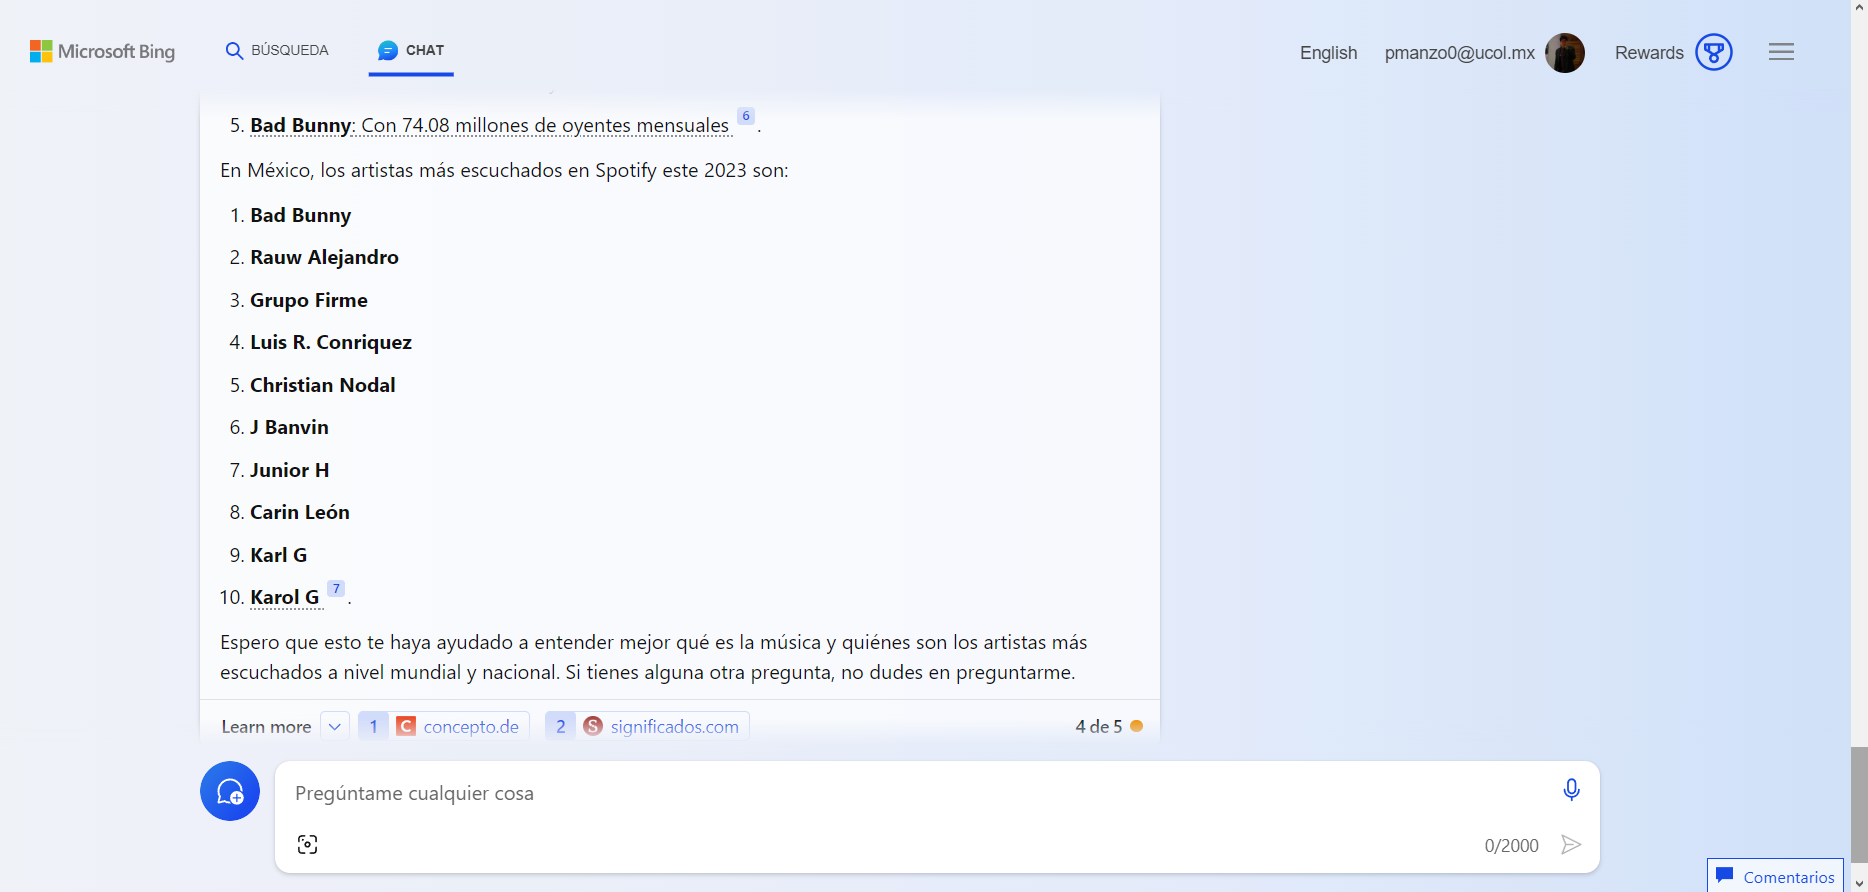 Microsoft Bing
BÚSQUEDA
CHAT
English
pmanzo0@ucol.mx
Rewards
5. Bad Bunny: Con 74.08 millones de oyentes mensuales 6 .
En México, los artistas más escuchados en Spotify este 2023 son:
1. Bad Bunny
2. Rauw Alejandro
3. Grupo Firme
4. Luis R. Conriquez
5. Christian Nodal
6. J Banvin
7. Junior H
8. Carin León
9. Karl G
10. Karol G 7 .
Espero que esto te haya ayudado a entender mejor qué es la música y quiénes son los artistas más
escuchados a nivel mundial y nacional. Si tienes alguna otra pregunta, no dudes en preguntarme.
Learn more 1 C concepto.de 2 S significados.com 4 de 5
Pregúntame cualquier cosa
0/2000
Comentarios